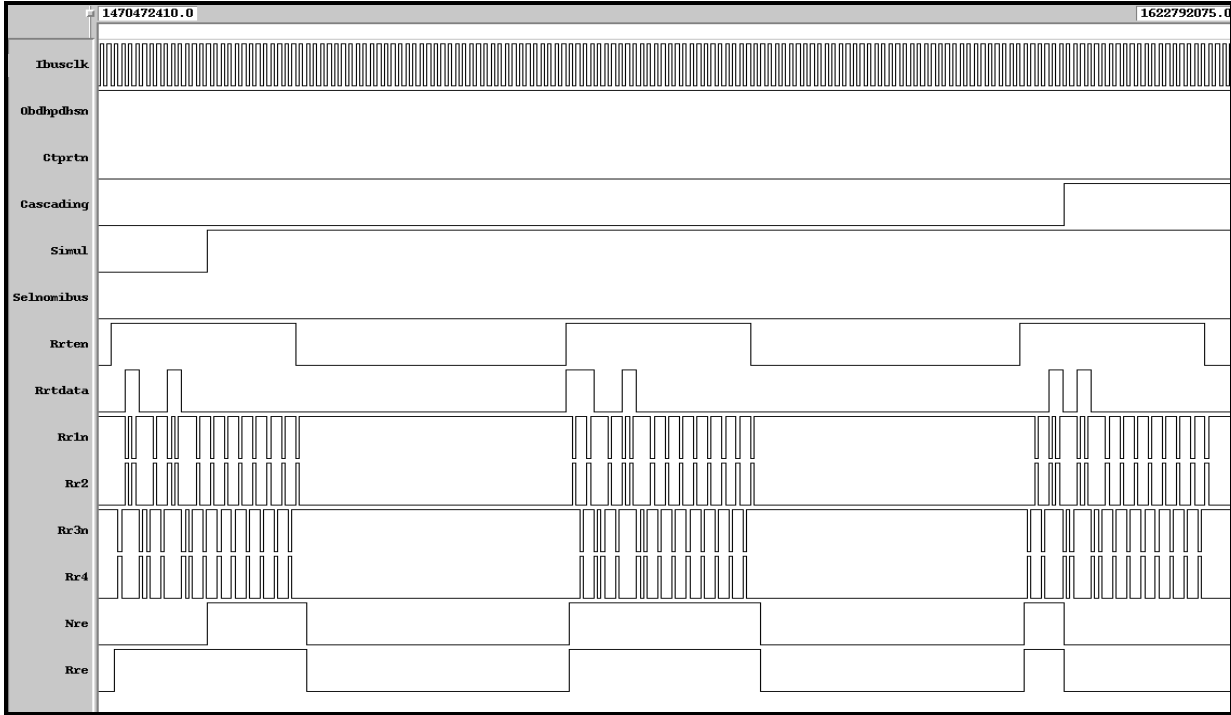 1470472410.0 1622792075.0
Ibusclk
Obdhpdhsn
Ctprtn
Cascading
Simul
Selnomibus
Rrten
Rrtdata
Rr1n
Rr2
Rr3n
Rr4
Nre
Rre